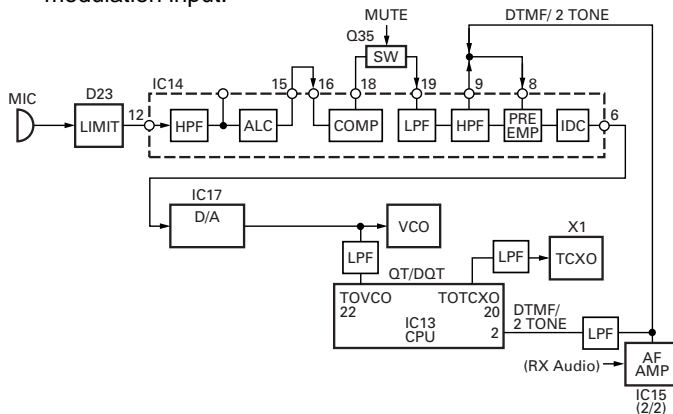 modulation input.
MUTE
DTMF/ 2 TONE
Q35
SW
IC14
15
16
18
19
9
8
MIC
D23
LIMIT
12
HPF
ALC
COMP
LPF
HPF
PRE
EMP
IDC
6
IC17
D/A
VCO
X1
LPF
QT/DQT
LPF
TCXO
TOVCO
22
TOTCXO
20
IC13
CPU
2
DTMF/
2 TONE
LPF
(RX Audio)
AF
AMP
IC15
(2/2)